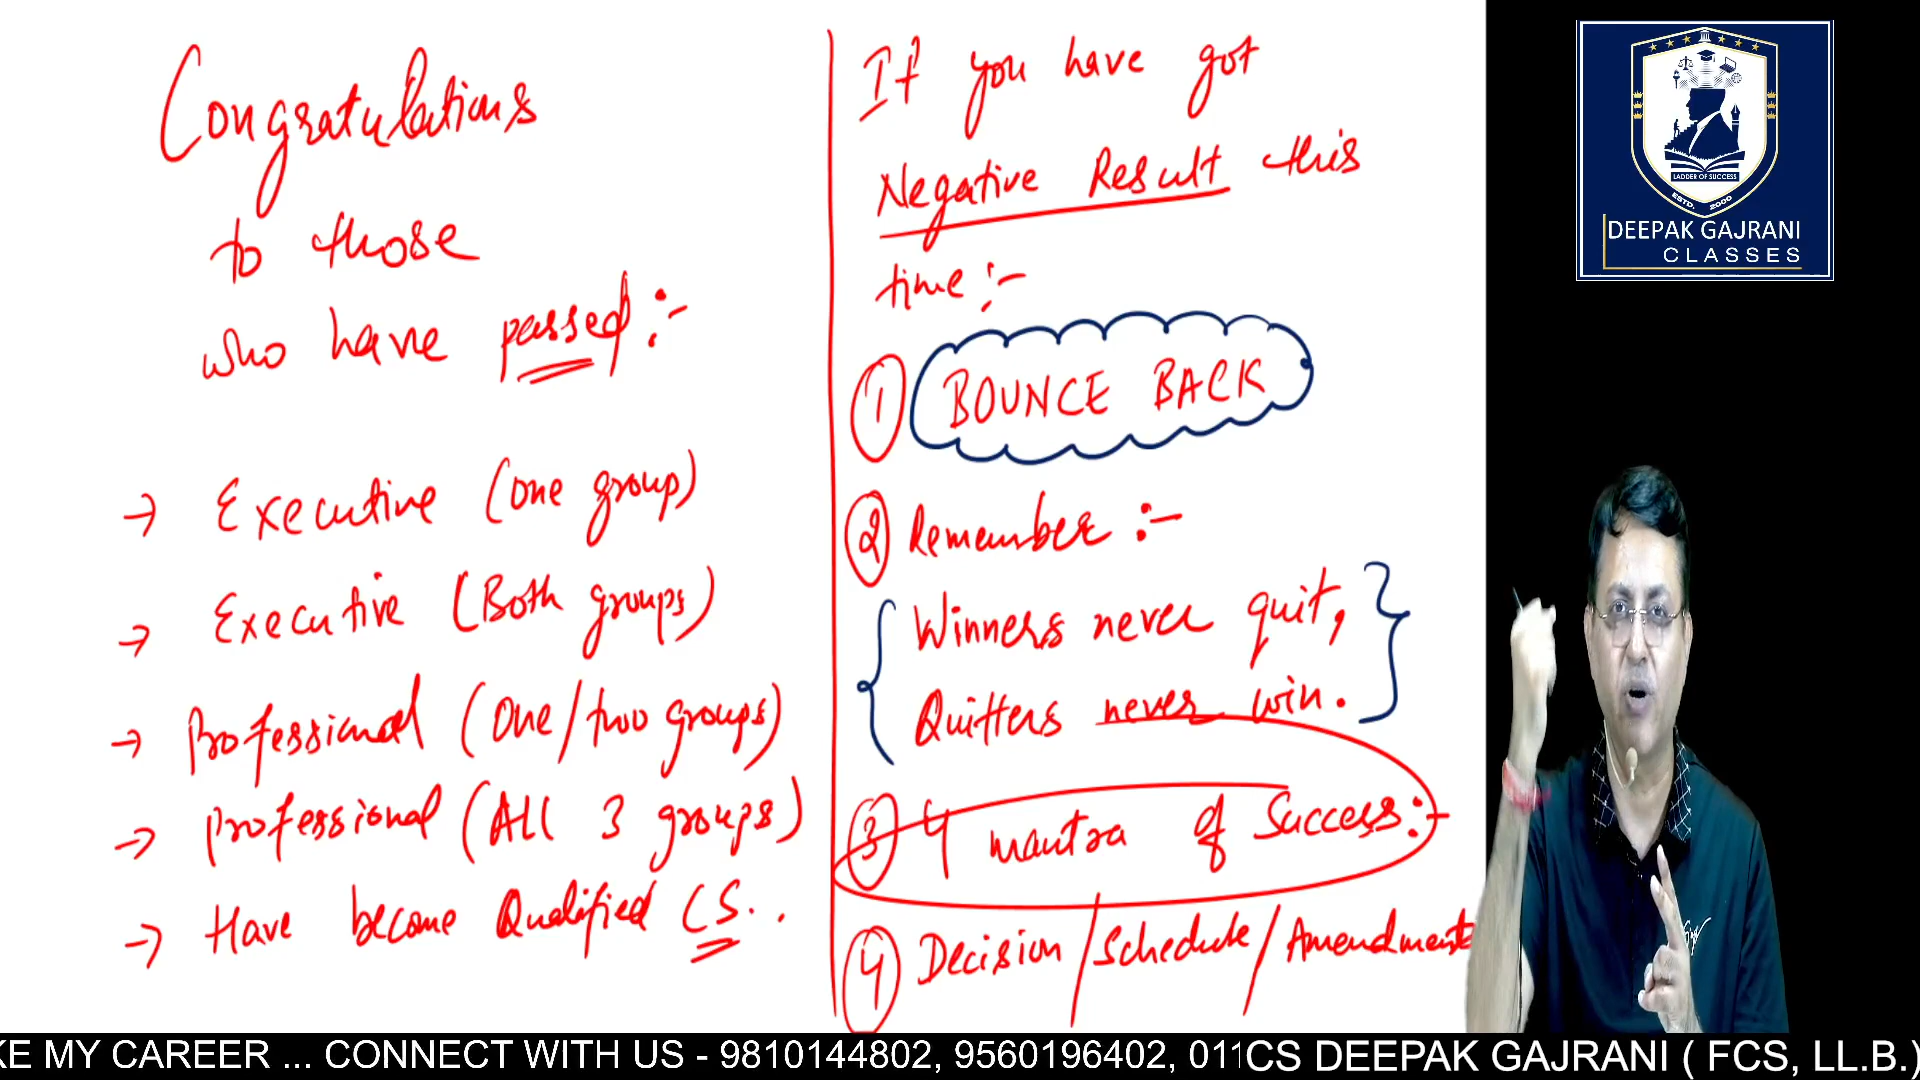 Congratulations
to those
who have passed :-
→ Executive (One group)
→ Executive (Both groups)
→ Professional (One/two groups)
→ Professional (All 3 groups)
→ Have become Qualified CS..
If you have got
Negative Result this
time :-
① BOUNCE BACK
② Remember :-
{ Winners never quit, }
Quitters never win.
③ 4 mantra of Success :-
④ Decision / Schedule / Amendments
LADDER OF SUCCESS
ESTD. 2000
DEEPAK GAJRANI
CLASSES
KE MY CAREER ... CONNECT WITH US - 9810144802, 9560196402, 011
CS DEEPAK GAJRANI ( FCS, LL.B.)